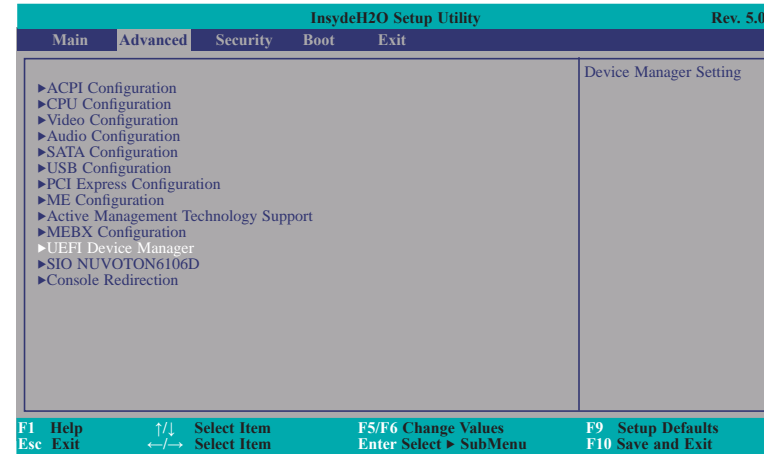 InsydeH2O Setup Utility Rev. 5.0
Main Advanced Security Boot Exit
►ACPI Configuration
►CPU Configuration
►Video Configuration
►Audio Configuration
►SATA Configuration
►USB Configuration
►PCI Express Configuration
►ME Configuration
►Active Management Technology Support
►MEBX Configuration
►UEFI Device Manager
►SIO NUVOTON6106D
►Console Redirection
Device Manager Setting
F1 Help ↑/↓ Select Item F5/F6 Change Values F9 Setup Defaults
Esc Exit ←/→ Select Item Enter Select ► SubMenu F10 Save and Exit